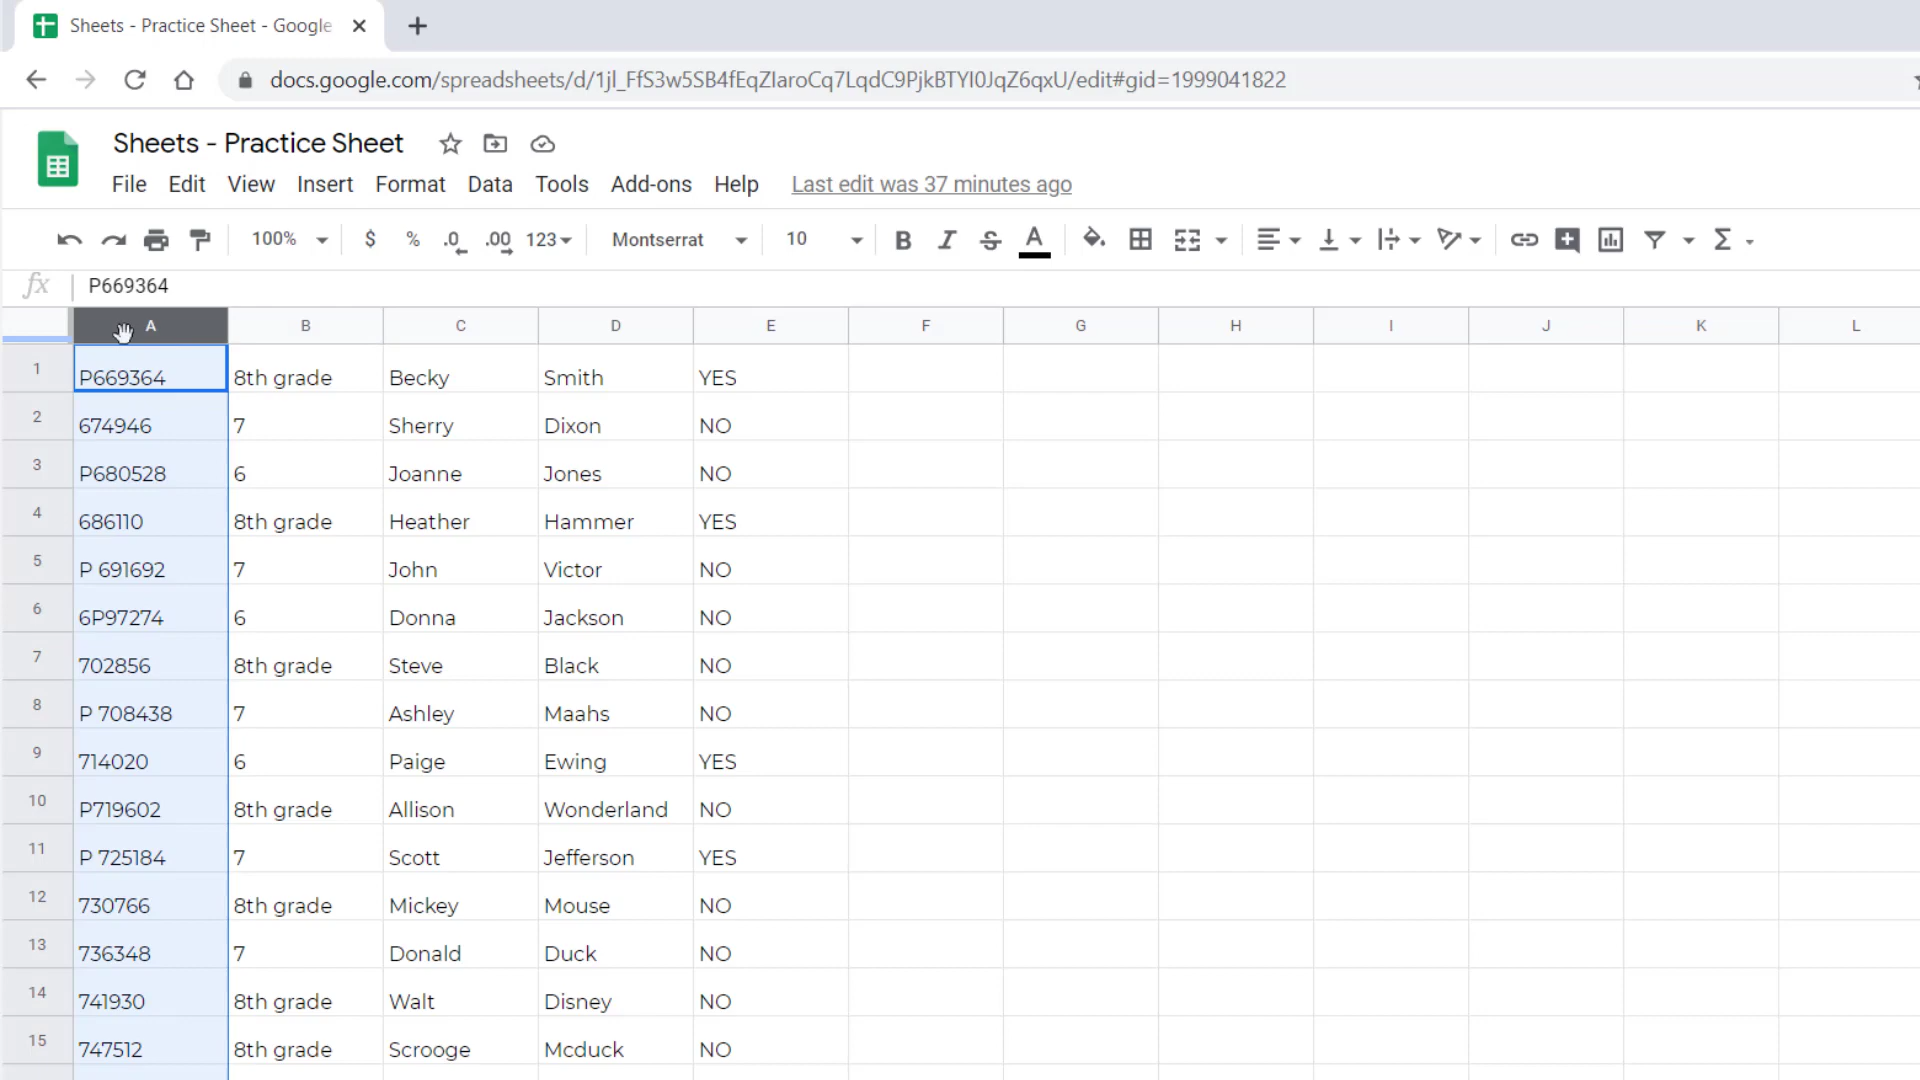 Sheets - Practice Sheet - Google
docs.google.com/spreadsheets/d/1jl_FfS3w5SB4fEqZIaroCq7LqdC9PjkBTYI0JqZ6qxU/edit#gid=1999041822
Sheets - Practice Sheet
File Edit View Insert Format Data Tools Add-ons Help Last edit was 37 minutes ago
100% $ % .0 .00 123 Montserrat 10 B I S A Σ
fx P669364
A B C D E F G H I J K L
1 P669364 8th grade Becky Smith YES
2 674946 7 Sherry Dixon NO
3 P680528 6 Joanne Jones NO
4 686110 8th grade Heather Hammer YES
5 P 691692 7 John Victor NO
6 6P97274 6 Donna Jackson NO
7 702856 8th grade Steve Black NO
8 P 708438 7 Ashley Maahs NO
9 714020 6 Paige Ewing YES
10 P719602 8th grade Allison Wonderland NO
11 P 725184 7 Scott Jefferson YES
12 730766 8th grade Mickey Mouse NO
13 736348 7 Donald Duck NO
14 741930 8th grade Walt Disney NO
15 747512 8th grade Scrooge Mcduck NO